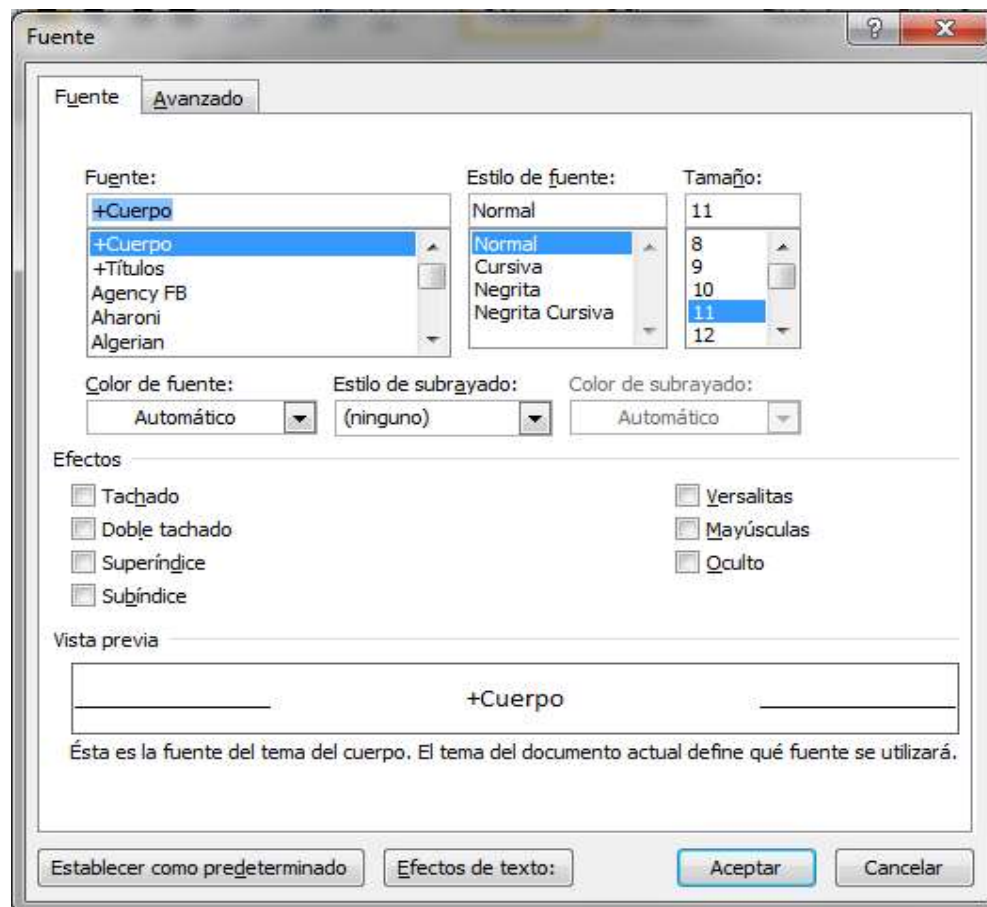 Fuente
Fuente Avanzado
Fuente: Estilo de fuente: Tamaño:
+Cuerpo Normal 11
+Cuerpo Normal 8
+Títulos Cursiva 9
Agency FB Negrita 10
Aharoni Negrita Cursiva 11
Algerian 12
Color de fuente: Estilo de subrayado: Color de subrayado:
Automático (ninguno) Automático
Efectos
Tachado Versalitas
Doble tachado Mayúsculas
Superíndice Oculto
Subíndice
Vista previa
+Cuerpo
Ésta es la fuente del tema del cuerpo. El tema del documento actual define qué fuente se utilizará.
Establecer como predeterminado Efectos de texto: Aceptar Cancelar